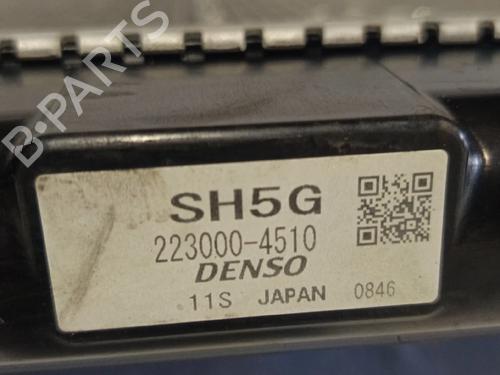 B-PARTS
SH5G
223000-4510
DENSO
11S JAPAN 0846